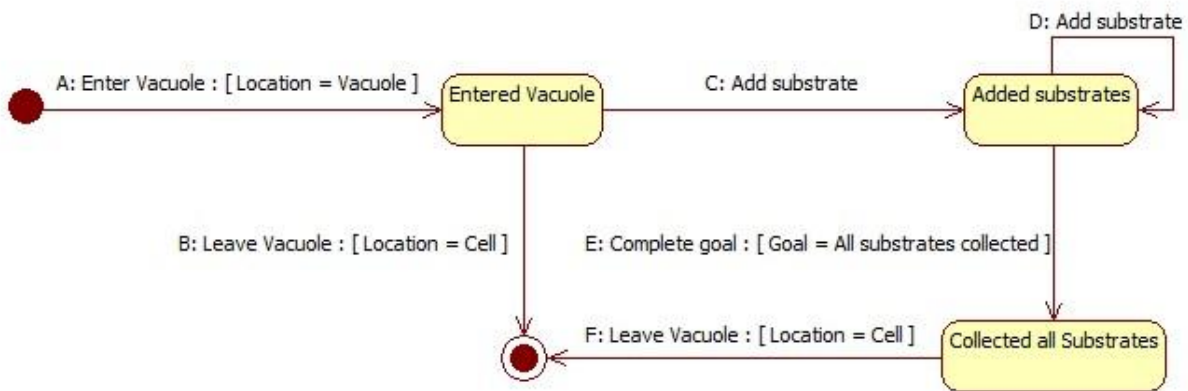 D: Add substrate
A: Enter Vacuole : [ Location = Vacuole ]
C: Add substrate
Entered Vacuole
Added substrates
B: Leave Vacuole : [ Location = Cell ]
E: Complete goal : [ Goal = All substrates collected ]
F: Leave Vacuole : [ Location = Cell ]
Collected all Substrates